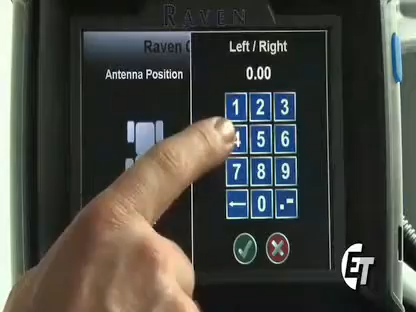 RAVEN
Raven
Left / Right
Antenna Position
0.00
1 2 3
4 5 6
7 8 9
← 0 .-
ET